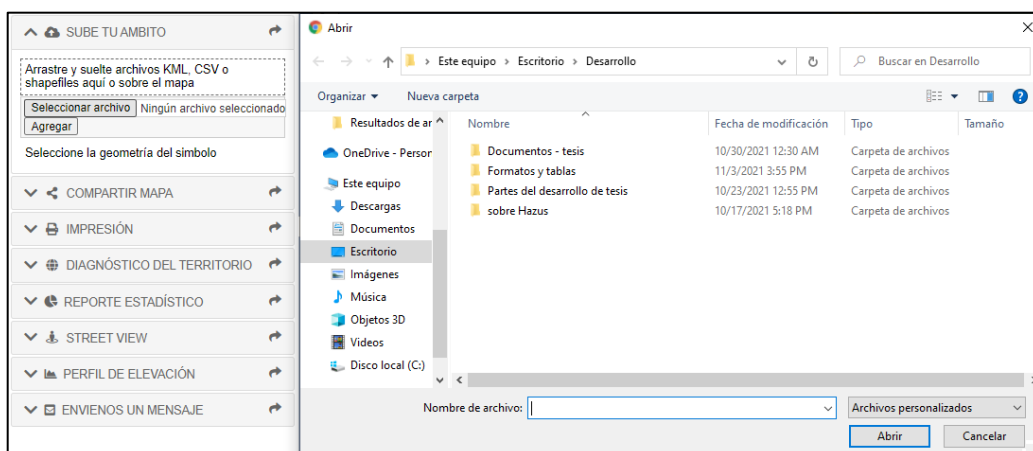 SUBE TU AMBITO
Arrastre y suelte archivos KML, CSV o
shapefiles aquí o sobre el mapa
Seleccionar archivo Ningún archivo seleccionado
Agregar
Seleccione la geometría del simbolo
COMPARTIR MAPA
IMPRESIÓN
DIAGNÓSTICO DEL TERRITORIO
REPORTE ESTADÍSTICO
STREET VIEW
PERFIL DE ELEVACIÓN
ENVIENOS UN MENSAJE
Abrir
Este equipo > Escritorio > Desarrollo
Buscar en Desarrollo
Organizar Nueva carpeta
Resultados de ar
OneDrive - Person
Este equipo
Descargas
Documentos
Escritorio
Imágenes
Música
Objetos 3D
Videos
Disco local (C:)
Nombre Fecha de modificación Tipo Tamaño
Documentos - tesis 10/30/2021 12:30 AM Carpeta de archivos
Formatos y tablas 11/3/2021 3:55 PM Carpeta de archivos
Partes del desarrollo de tesis 10/23/2021 12:55 PM Carpeta de archivos
sobre Hazus 10/17/2021 5:18 PM Carpeta de archivos
Nombre de archivo: Archivos personalizados
Abrir Cancelar